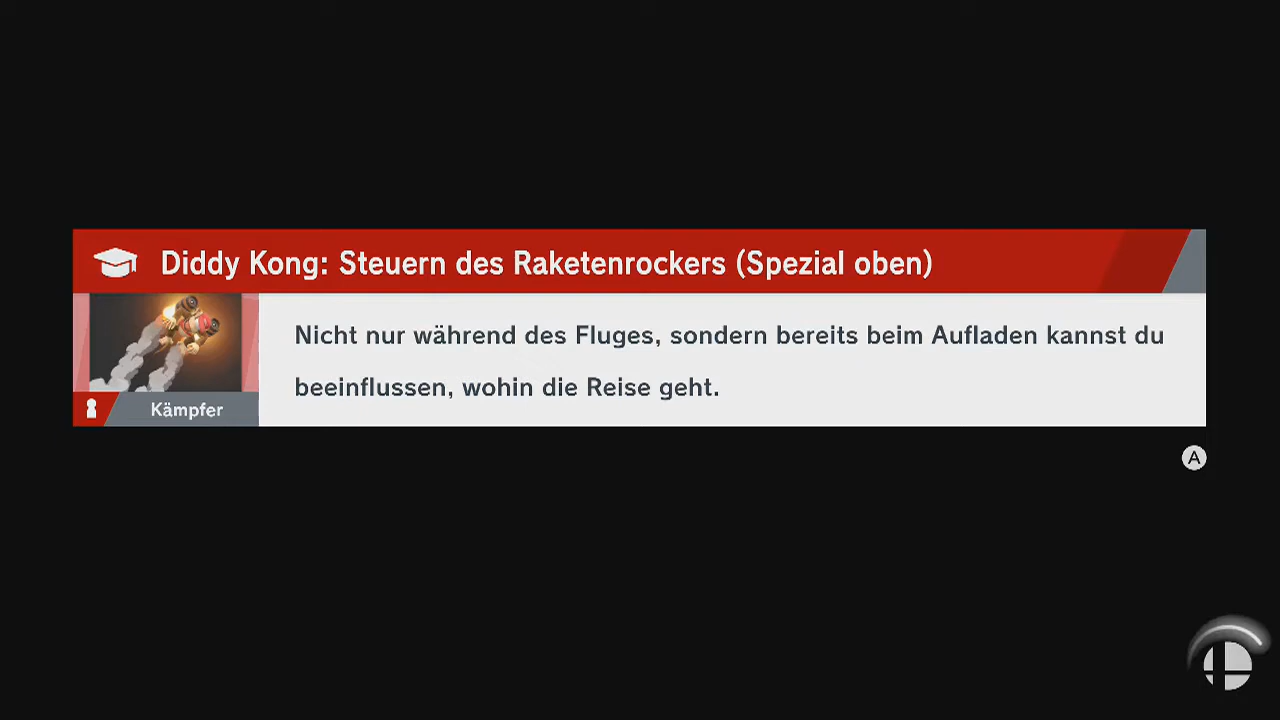 Diddy Kong: Steuern des Raketenrockers (Spezial oben)
Nicht nur während des Fluges, sondern bereits beim Aufladen kannst du
beeinflussen, wohin die Reise geht.
Kämpfer
A